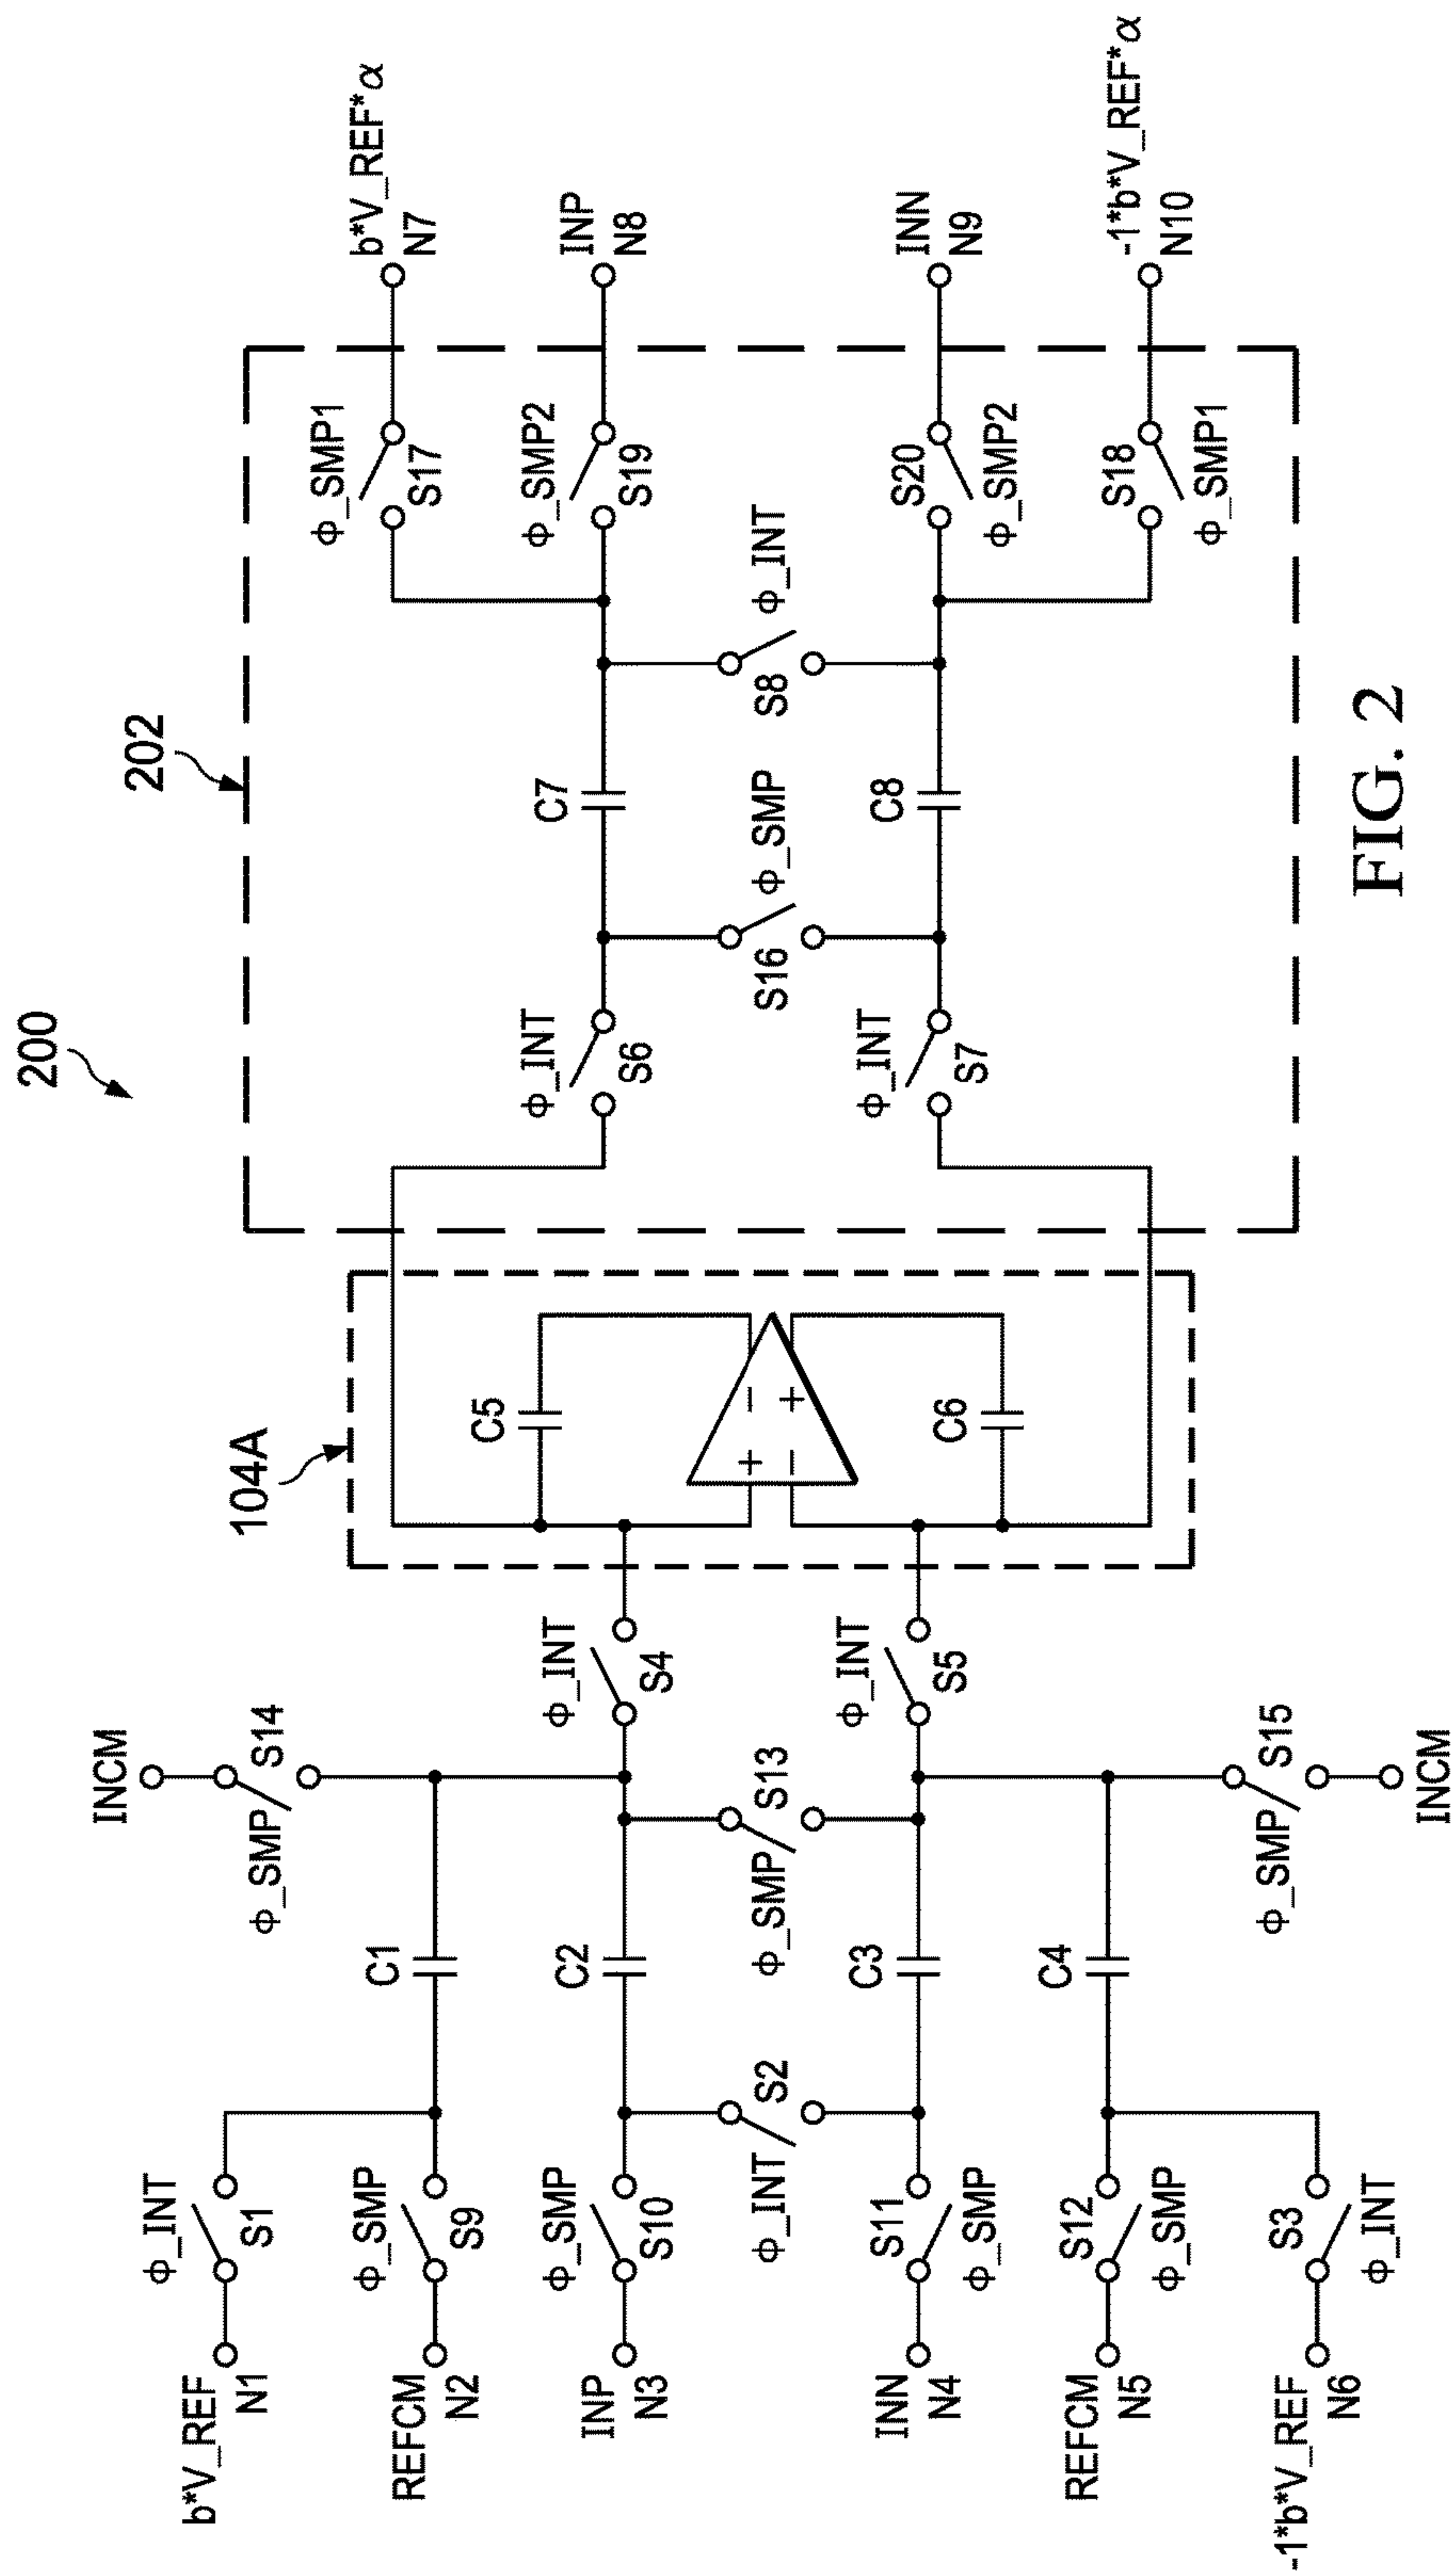 200
202
104A
b*V_REF
N1
ϕ_INT
S1
REFCM
N2
ϕ_SMP
S9
C1
INCM
S14
ϕ_SMP
INP
N3
ϕ_SMP
S10
C2
ϕ_INT
S4
ϕ_INT
S2
ϕ_SMP
S13
INN
N4
S11
ϕ_SMP
C3
ϕ_INT
S5
REFCM
N5
S12
ϕ_SMP
C4
-1*b*V_REF
N6
S3
ϕ_INT
ϕ_SMP
S15
INCM
C5
+ -
- +
C6
ϕ_INT
S6
ϕ_INT
S7
S16
ϕ_SMP
C7
C8
S8
ϕ_INT
ϕ_SMP1
S17
b*V_REF*α
N7
ϕ_SMP2
S19
INP
N8
S20
ϕ_SMP2
INN
N9
S18
ϕ_SMP1
-1*b*V_REF*α
N10
FIG. 2